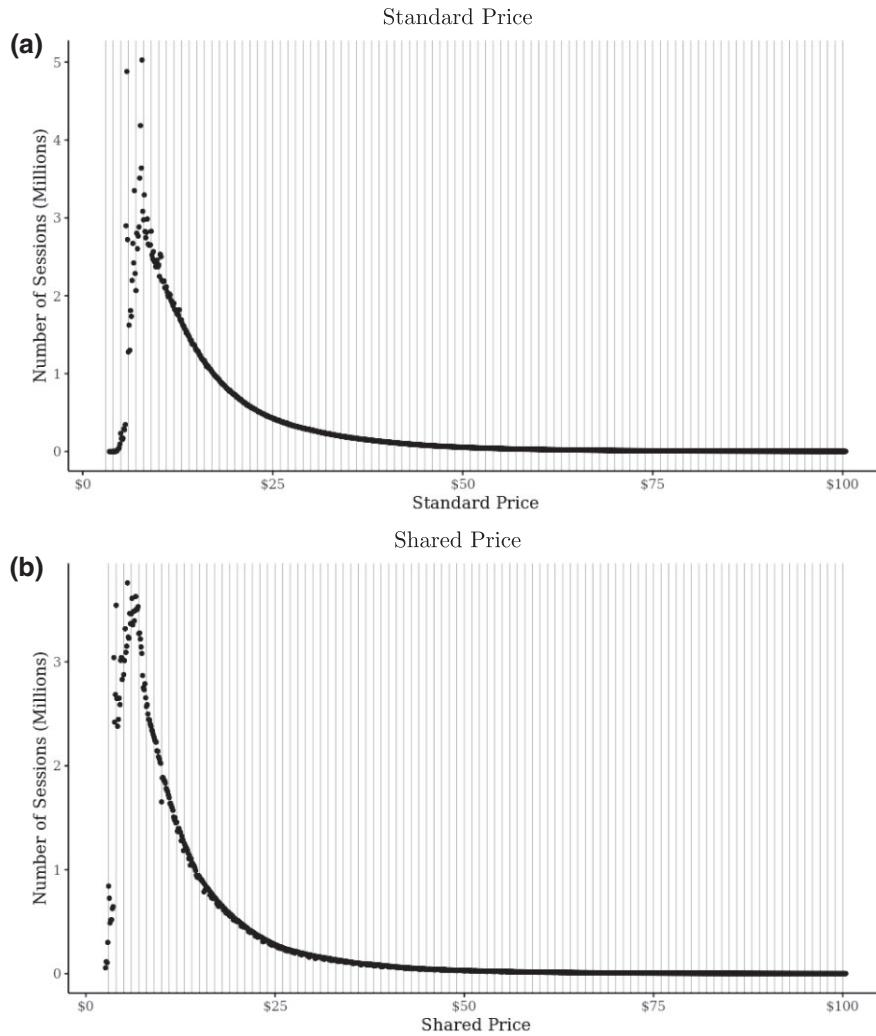 Standard Price
(a)
Number of Sessions (Millions)
5
4
3
2
1
0
$0 $25 $50 $75 $100
Standard Price
Shared Price
(b)
Number of Sessions (Millions)
3
2
1
0
$0 $25 $50 $75 $100
Shared Price